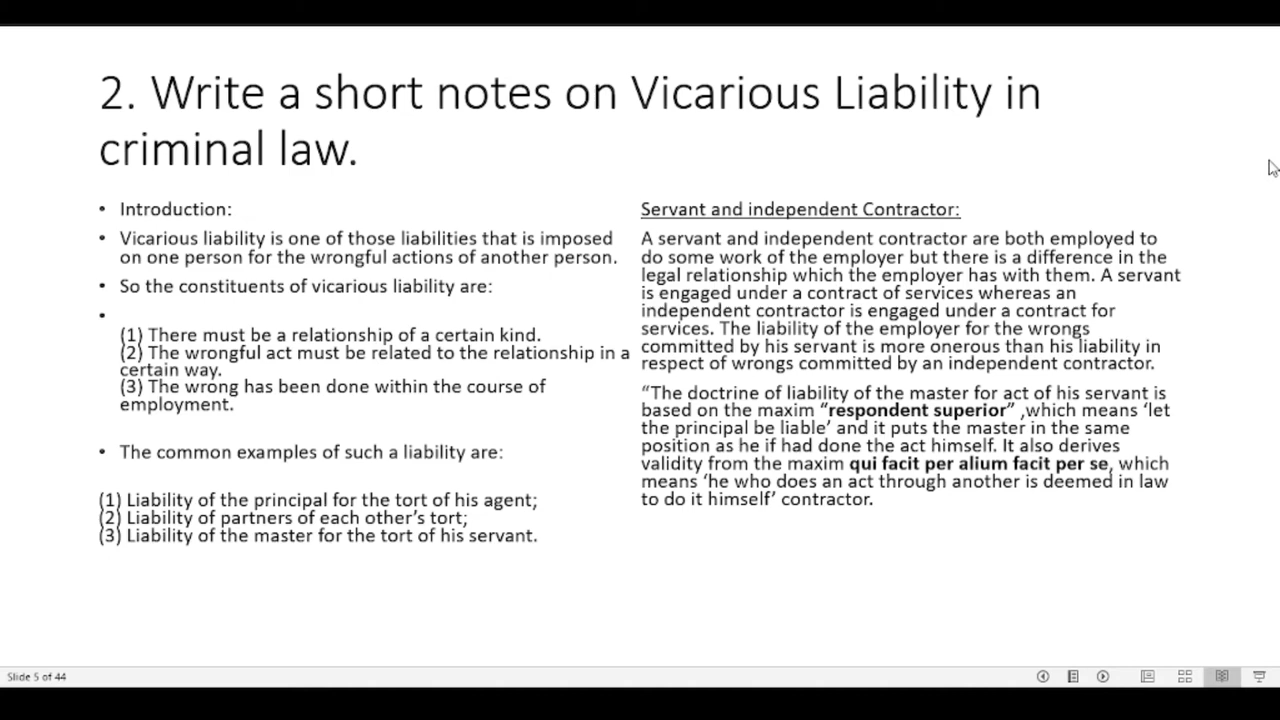 2. Write a short notes on Vicarious Liability in
criminal law.
• Introduction:
• Vicarious liability is one of those liabilities that is imposed
on one person for the wrongful actions of another person.
• So the constituents of vicarious liability are:
•
(1) There must be a relationship of a certain kind.
(2) The wrongful act must be related to the relationship in a
certain way.
(3) The wrong has been done within the course of
employment.
• The common examples of such a liability are:
(1) Liability of the principal for the tort of his agent;
(2) Liability of partners of each other’s tort;
(3) Liability of the master for the tort of his servant.
Servant and independent Contractor:
A servant and independent contractor are both employed to
do some work of the employer but there is a difference in the
legal relationship which the employer has with them. A servant
is engaged under a contract of services whereas an
independent contractor is engaged under a contract for
services. The liability of the employer for the wrongs
committed by his servant is more onerous than his liability in
respect of wrongs committed by an independent contractor.
“The doctrine of liability of the master for act of his servant is
based on the maxim “respondent superior” ,which means ‘let
the principal be liable’ and it puts the master in the same
position as he if had done the act himself. It also derives
validity from the maxim qui facit per alium facit per se, which
means ‘he who does an act through another is deemed in law
to do it himself’ contractor.
Slide 5 of 44